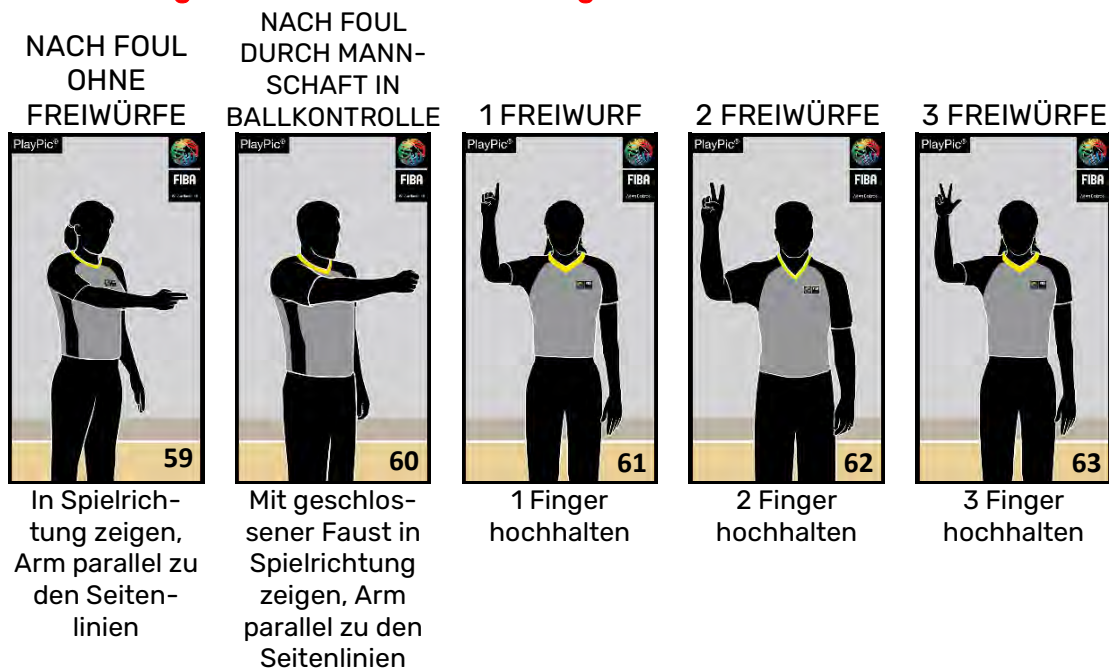 NACH FOUL
OHNE
FREIWÜRFE
NACH FOUL
DURCH MANN-
SCHAFT IN
BALLKONTROLLE
1 FREIWURF
2 FREIWÜRFE
3 FREIWÜRFE
PlayPic®
FIBA
59
PlayPic®
FIBA
60
PlayPic®
FIBA
61
PlayPic®
FIBA
62
PlayPic®
FIBA
63
In Spielrich-
tung zeigen,
Arm parallel zu
den Seiten-
linien
Mit geschlos-
sener Faust in
Spielrichtung
zeigen, Arm
parallel zu den
Seitenlinien
1 Finger
hochhalten
2 Finger
hochhalten
3 Finger
hochhalten